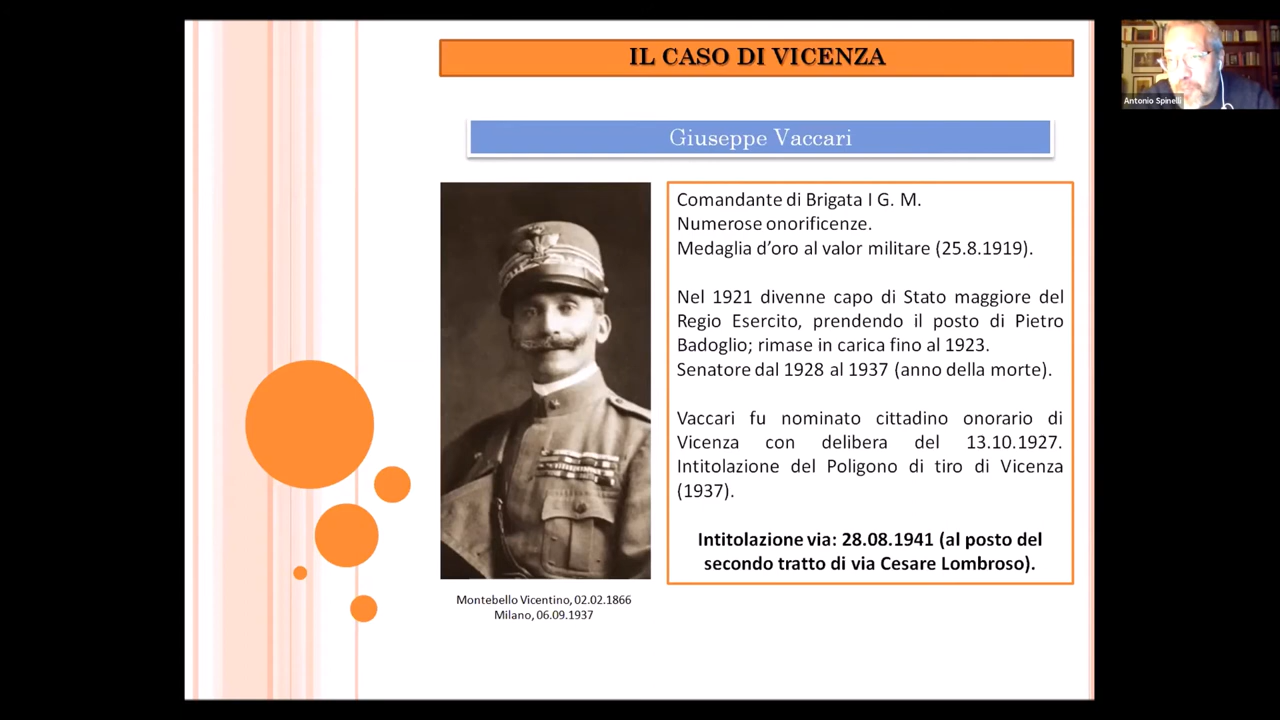 IL CASO DI VICENZA
Antonio Spinelli
Giuseppe Vaccari
Comandante di Brigata I G. M.
Numerose onorificenze.
Medaglia d’oro al valor militare (25.8.1919).
Nel 1921 divenne capo di Stato maggiore del
Regio Esercito, prendendo il posto di Pietro
Badoglio; rimase in carica fino al 1923.
Senatore dal 1928 al 1937 (anno della morte).
Vaccari fu nominato cittadino onorario di
Vicenza con delibera del 13.10.1927.
Intitolazione del Poligono di tiro di Vicenza
(1937).
Intitolazione via: 28.08.1941 (al posto del
secondo tratto di via Cesare Lombroso).
Montebello Vicentino, 02.02.1866
Milano, 06.09.1937